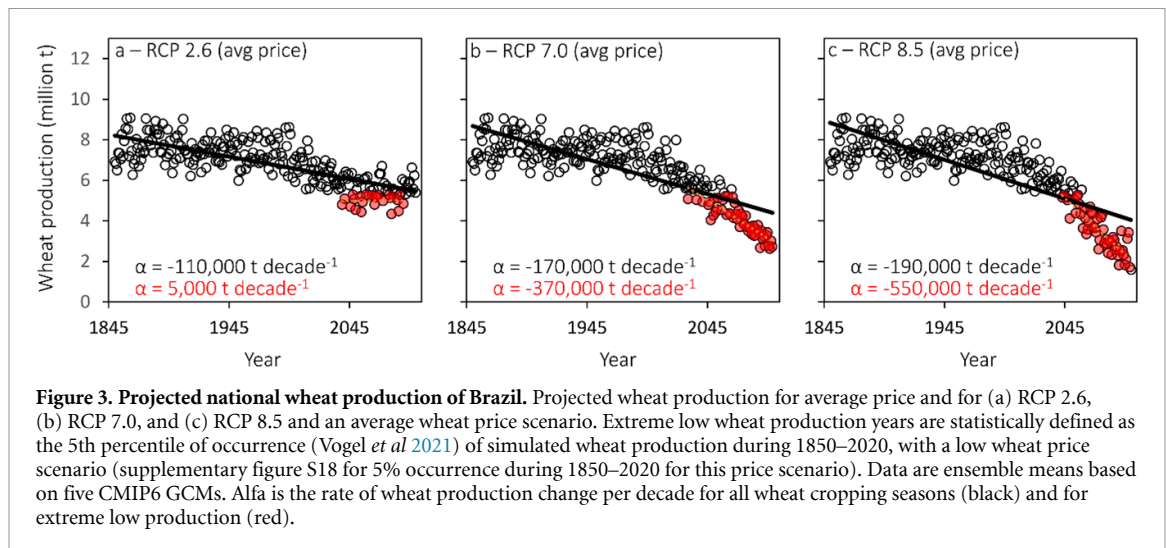 a – RCP 2.6 (avg price)
b – RCP 7.0 (avg price)
c – RCP 8.5 (avg price)
Wheat production (million t)
12
10
8
6
4
2
0
α = -110,000 t decade⁻¹
α = 5,000 t decade⁻¹
α = -170,000 t decade⁻¹
α = -370,000 t decade⁻¹
α = -190,000 t decade⁻¹
α = -550,000 t decade⁻¹
1845 1945 2045
1845 1945 2045
1845 1945 2045
Year
Year
Year
Figure 3. Projected national wheat production of Brazil. Projected wheat production for average price and for (a) RCP 2.6,
(b) RCP 7.0, and (c) RCP 8.5 and an average wheat price scenario. Extreme low wheat production years are statistically defined as
the 5th percentile of occurrence (Vogel et al 2021) of simulated wheat production during 1850–2020, with a low wheat price
scenario (supplementary figure S18 for 5% occurrence during 1850–2020 for this price scenario). Data are ensemble means based
on five CMIP6 GCMs. Alfa is the rate of wheat production change per decade for all wheat cropping seasons (black) and for
extreme low production (red).